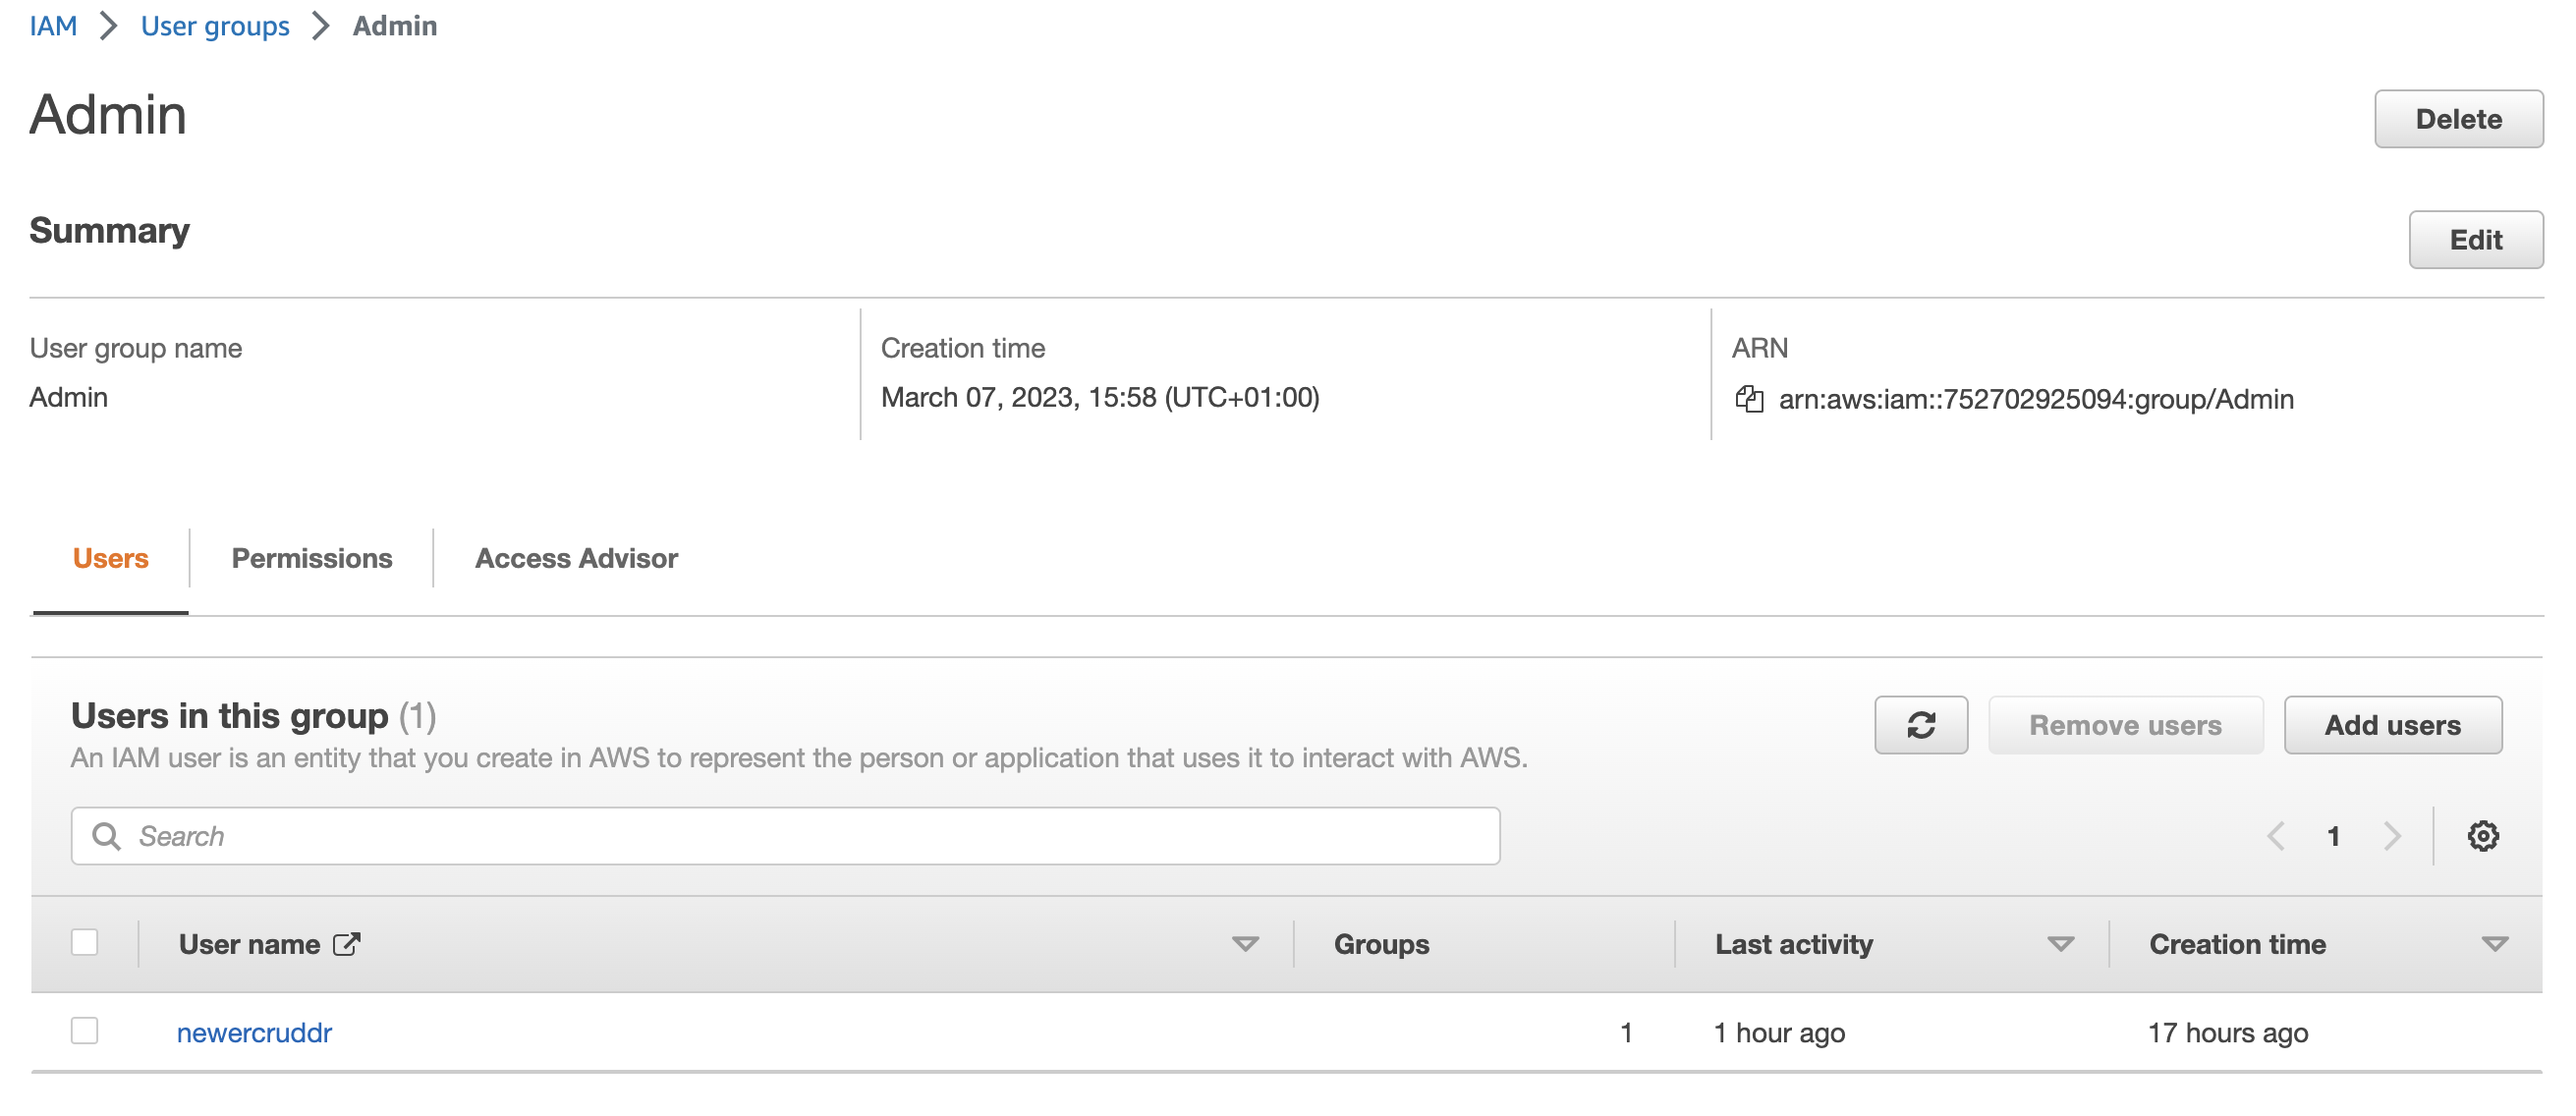 IAM > User groups > Admin
Admin
Delete
Summary
Edit
User group name
Creation time
ARN
Admin
March 07, 2023, 15:58 (UTC+01:00)
arn:aws:iam::752702925094:group/Admin
Users
Permissions
Access Advisor
Users in this group (1)
Remove users
Add users
An IAM user is an entity that you create in AWS to represent the person or application that uses it to interact with AWS.
Search
1
User name
Groups
Last activity
Creation time
newercruddr
1
1 hour ago
17 hours ago